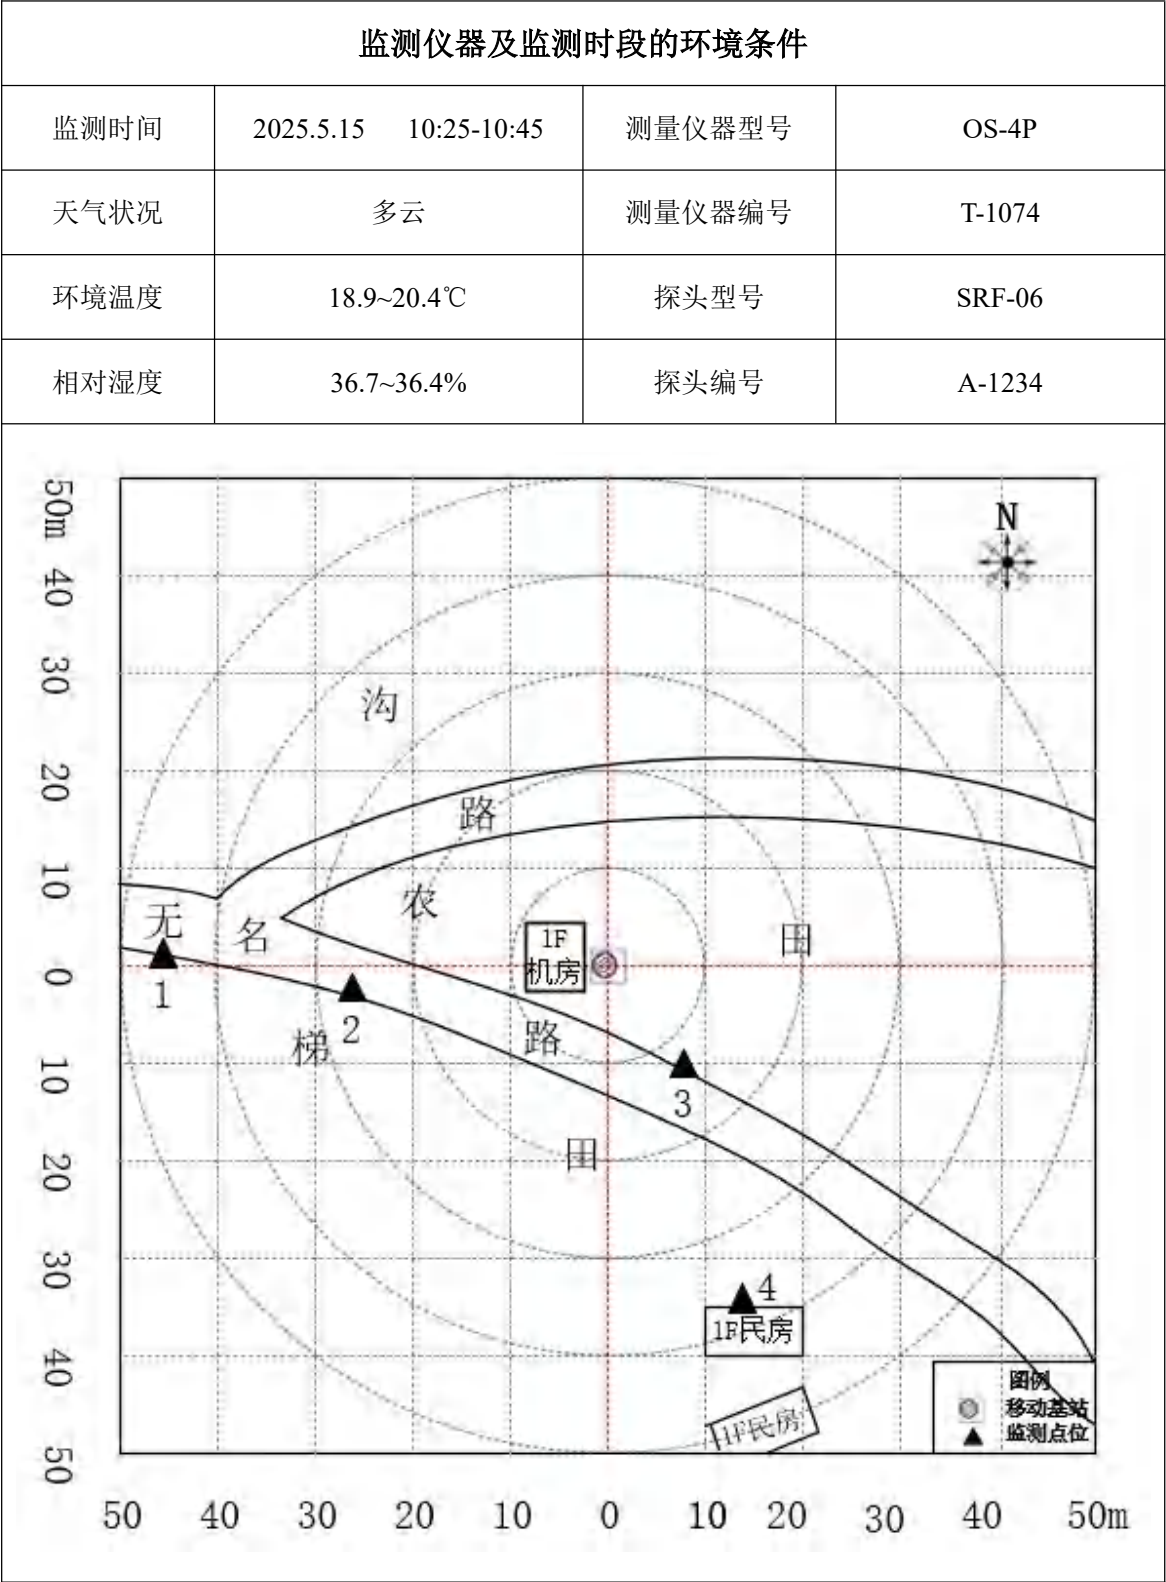 监测仪器及监测时段的环境条件
监测时间 2025.5.15 10:25-10:45 测量仪器型号 OS-4P
天气状况 多云 测量仪器编号 T-1074
环境温度 18.9~20.4℃ 探头型号 SRF-06
相对湿度 36.7~36.4% 探头编号 A-1234
50m
40
30
20
10
0
10
20
30
40
50
N
沟
路
农
无
名
1F
机房
田
1
2
梯
路
3
田
4
1F民房
1F民房
图例
移动基站
监测点位
50 40 30 20 10 0 10 20 30 40 50m